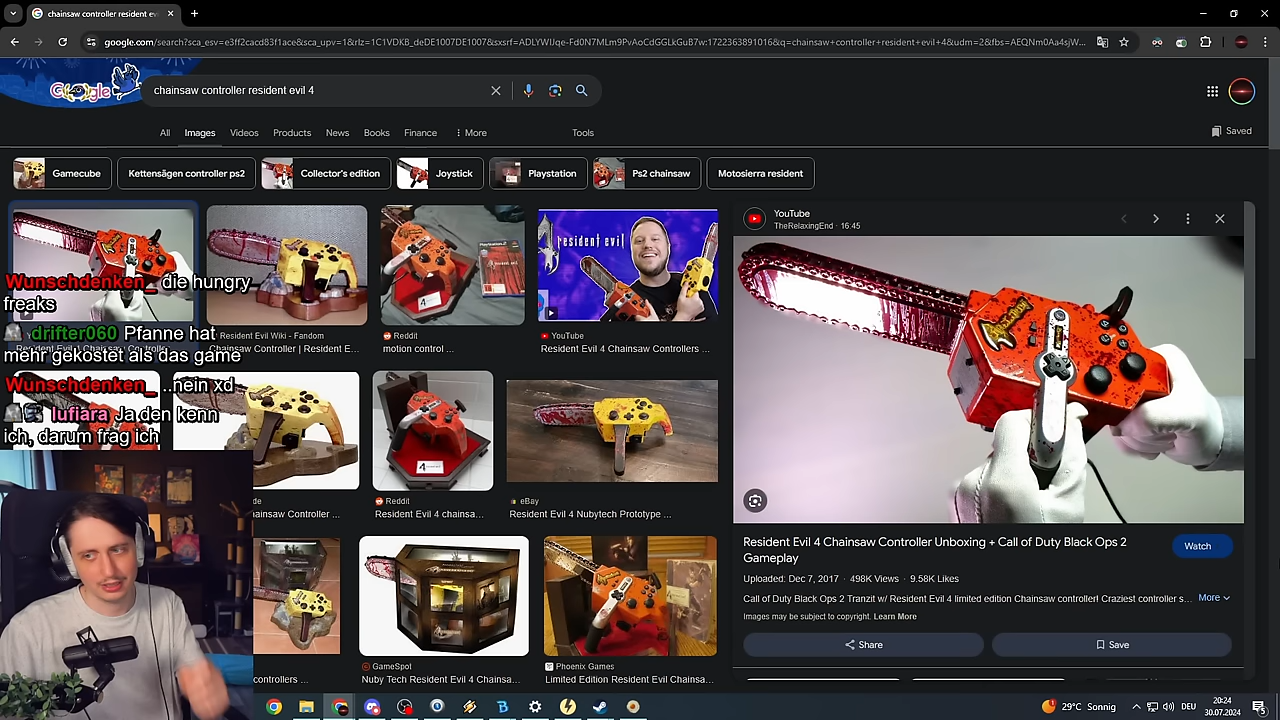 chainsaw controller resident evi
google.com/search?sca_esv=e3ff2cacd83f1ace&sca_upv=1&rlz=1C1VDKB_deDE1007DE1007&sxsrf=ADLYWIJqe-Fd0N7MLm9PvAoCdGGLkGuB7w:1722363891016&q=chainsaw+controller+resident+evil+4&udm=2&fbs=AEQNm0Aa4sjW...
Google
chainsaw controller resident evil 4
All Images Videos Products News Books Finance More Tools
Saved
Gamecube Kettensägen controller ps2 Collector's edition Joystick Playstation Ps2 chainsaw Motosierra resident
YouTube
TheRelaxingEnd · 16:45
resident evil
Wunschdenken_ die hungry
freaks
drifter060 Pfanne hat
mehr gekostet als das game
Wunschdenken_ ..nein xd
lufiara Ja den kenn
ich, darum frag ich
Resident Evil Wiki - Fandom
Chainsaw Controller | Resident E...
Reddit
motion control ...
YouTube
Resident Evil 4 Chainsaw Controllers ...
ainsaw Controller ...
Reddit
Resident Evil 4 chainsa...
eBay
Resident Evil 4 Nubytech Prototype ...
Resident Evil 4 Chainsaw Controller Unboxing + Call of Duty Black Ops 2
Gameplay
Watch
Uploaded: Dec 7, 2017 · 498K Views · 9.58K Likes
Call of Duty Black Ops 2 Tranzit w/ Resident Evil 4 limited edition Chainsaw controller! Craziest controller s... More
Images may be subject to copyright. Learn More
Share Save
ontrollers ...
GameSpot
Nuby Tech Resident Evil 4 Chainsa...
Phoenix Games
Limited Edition Resident Evil Chainsa...
29°C Sonnig
DEU
20:24
30.07.2024